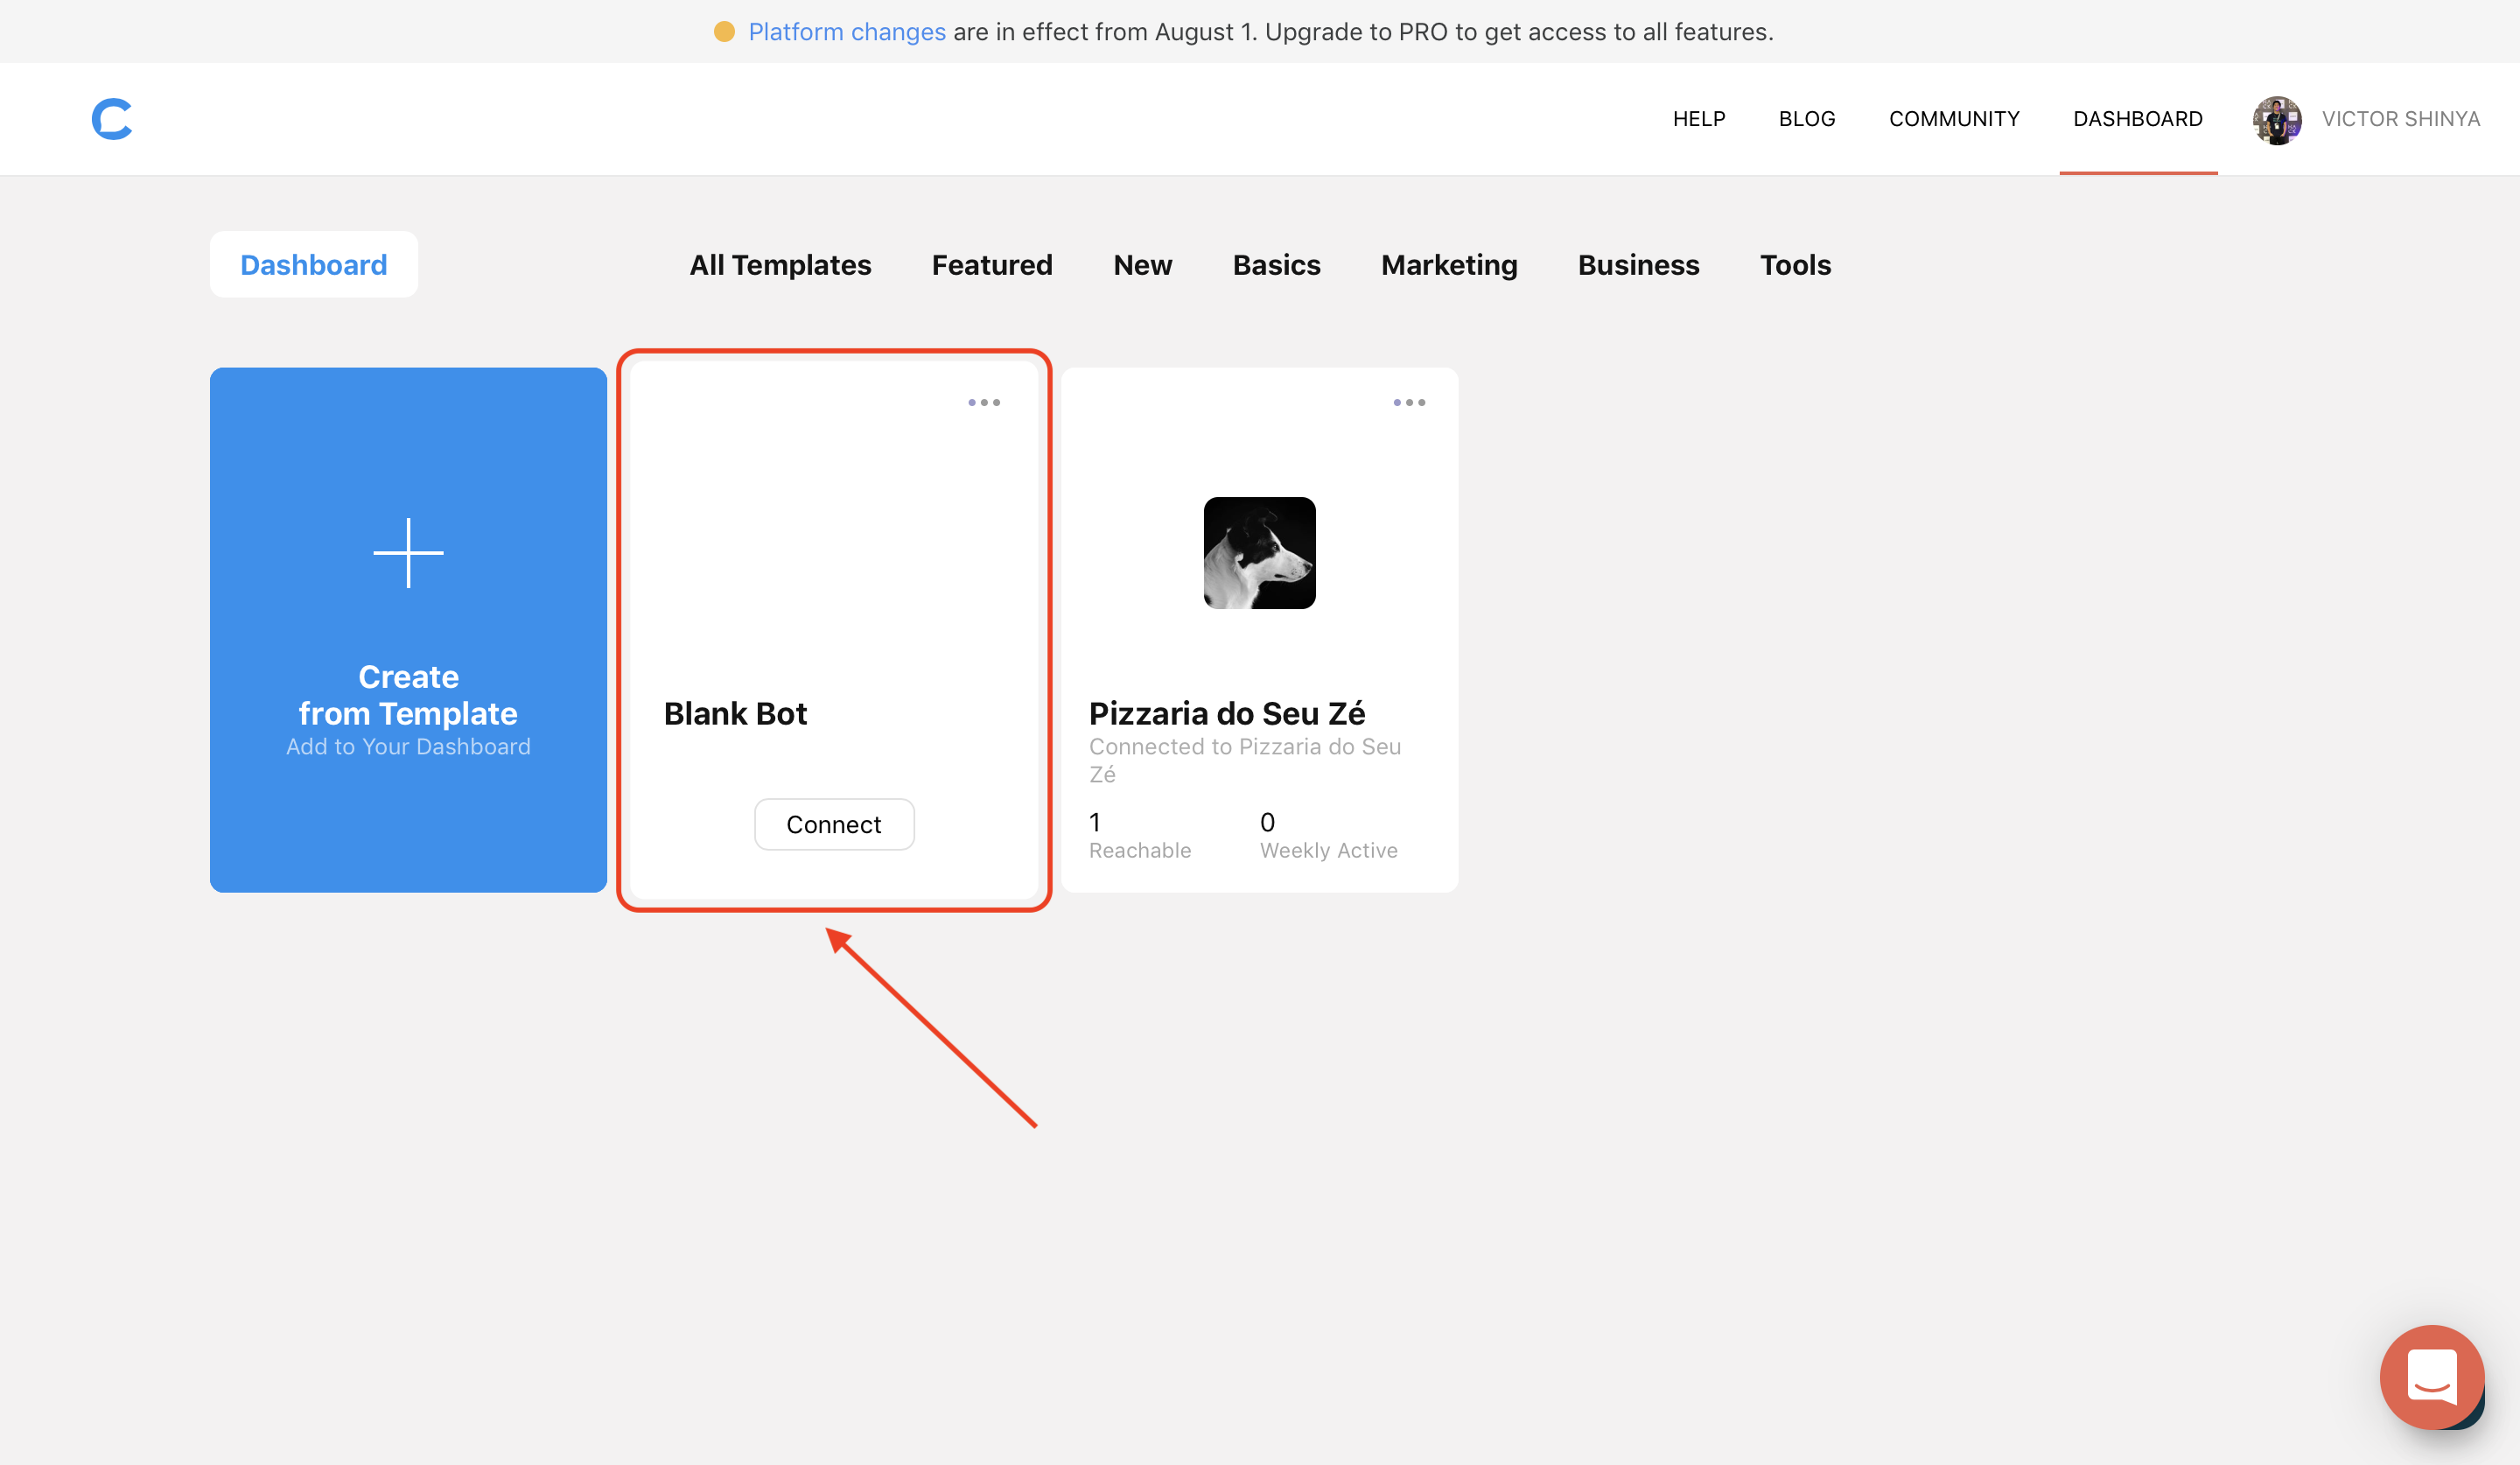 Platform changes are in effect from August 1. Upgrade to PRO to get access to all features.
HELP BLOG COMMUNITY DASHBOARD VICTOR SHINYA
Dashboard All Templates Featured New Basics Marketing Business Tools
Create
from Template
Add to Your Dashboard
Blank Bot
Connect
Pizzaria do Seu Zé
Connected to Pizzaria do Seu
Zé
1 0
Reachable Weekly Active